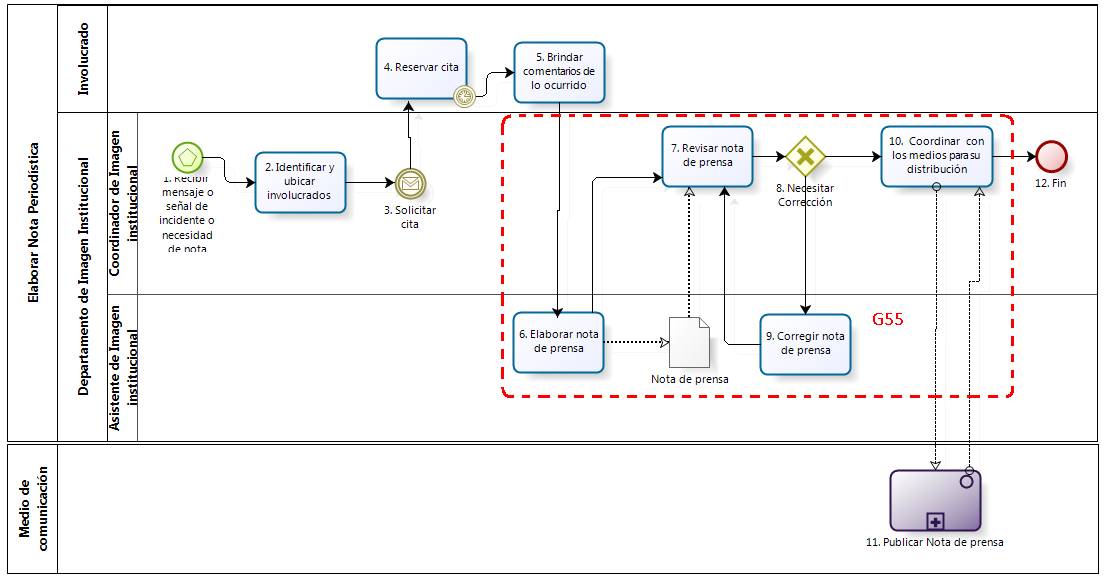 Elaborar Nota Periodística
Involucrado
Departamento de Imagen Institucional
Coordinador de Imagen
institucional
Asistente de Imagen
institucional
4. Reservar cita
5. Brindar
comentarios de
lo ocurrido
1. Recibir
mensaje o
señal de
incidente o
necesidad
de nota
2. Identificar y
ubicar
involucrados
3. Solicitar
cita
7. Revisar nota
de prensa
8. Necesitar
Corrección
10. Coordinar con
los medios para su
distribución
12. Fin
6. Elaborar nota
de prensa
Nota de prensa
9. Corregir nota
de prensa
G55
Medio de
comunicación
11. Publicar Nota de prensa